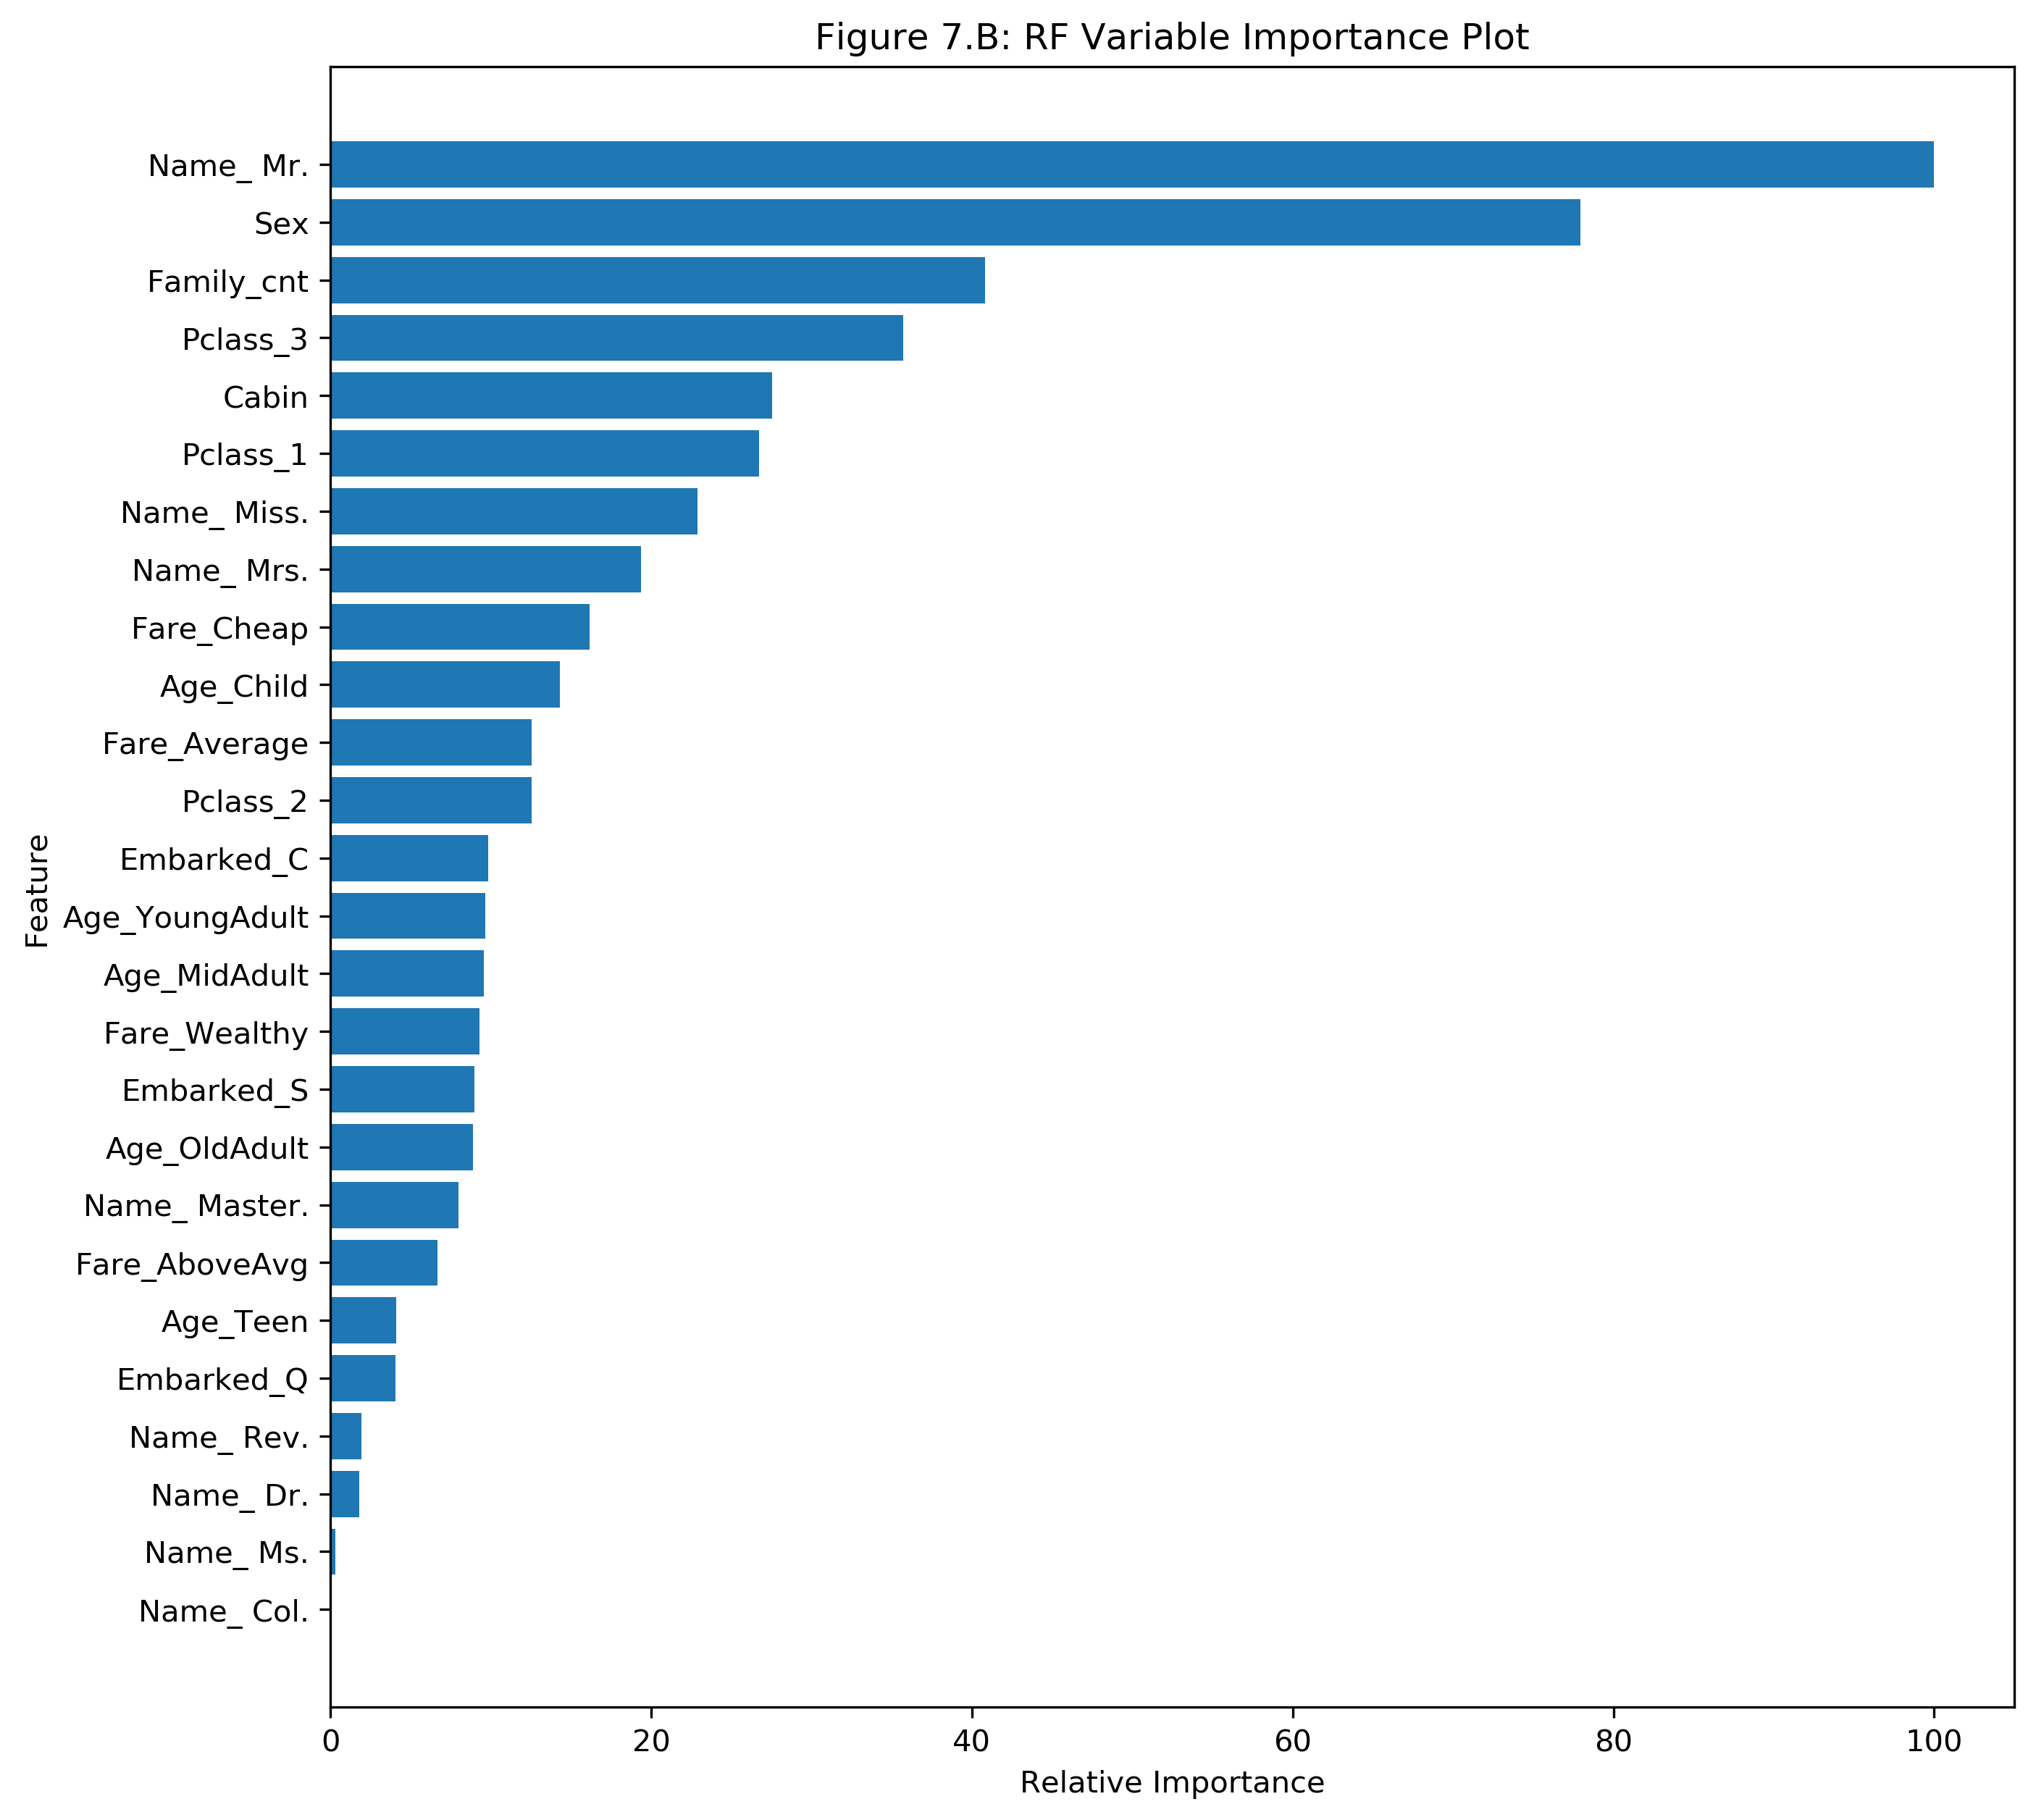 Figure 7.B: RF Variable Importance Plot
Name_ Mr.
Sex
Family_cnt
Pclass_3
Cabin
Pclass_1
Name_ Miss.
Name_ Mrs.
Fare_Cheap
Age_Child
Fare_Average
Pclass_2
Embarked_C
Age_YoungAdult
Age_MidAdult
Fare_Wealthy
Embarked_S
Age_OldAdult
Name_ Master.
Fare_AboveAvg
Age_Teen
Embarked_Q
Name_ Rev.
Name_ Dr.
Name_ Ms.
Name_ Col.
Feature
0 20 40 60 80 100
Relative Importance